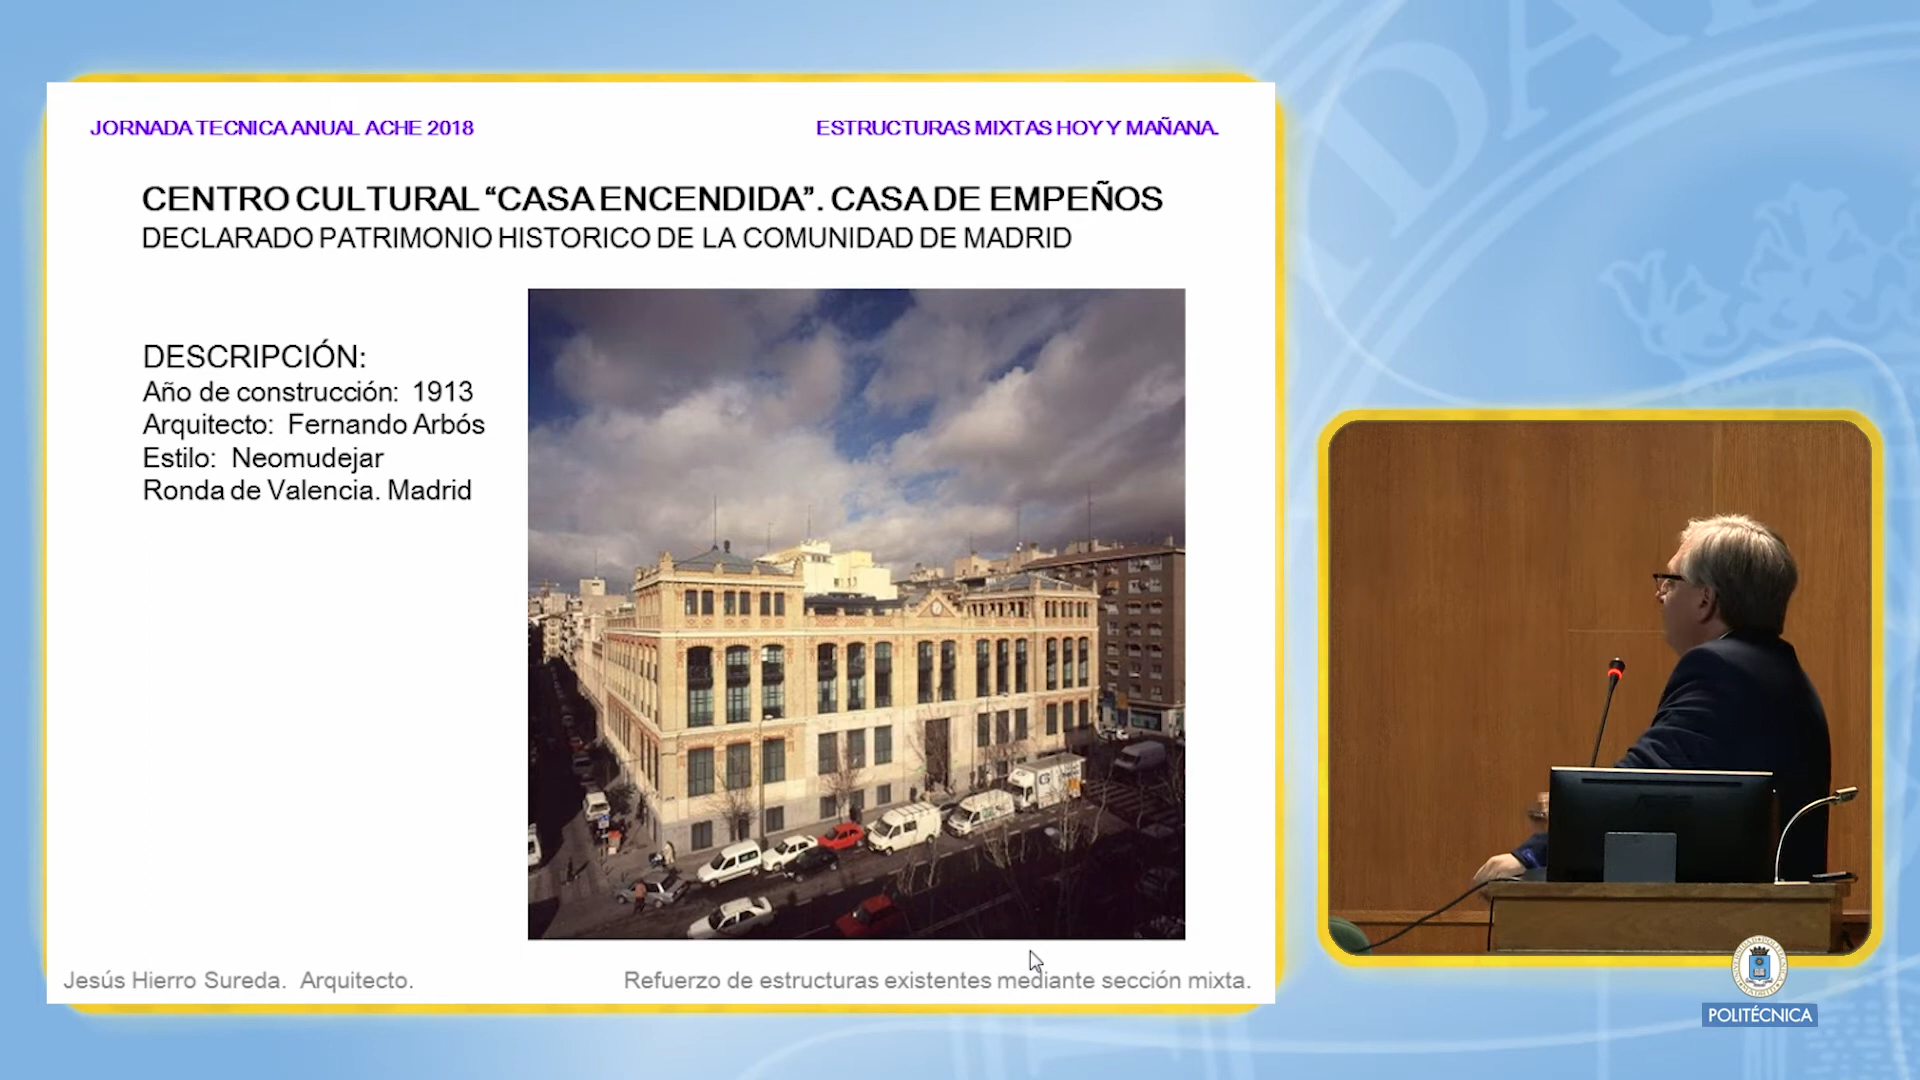 JORNADA TECNICA ANUAL ACHE 2018
ESTRUCTURAS MIXTAS HOY Y MAÑANA.
CENTRO CULTURAL “CASA ENCENDIDA”. CASA DE EMPEÑOS
DECLARADO PATRIMONIO HISTORICO DE LA COMUNIDAD DE MADRID
DESCRIPCIÓN:
Año de construcción: 1913
Arquitecto: Fernando Arbós
Estilo: Neomudejar
Ronda de Valencia. Madrid
Jesús Hierro Sureda. Arquitecto.
Refuerzo de estructuras existentes mediante sección mixta.
POLITÉCNICA